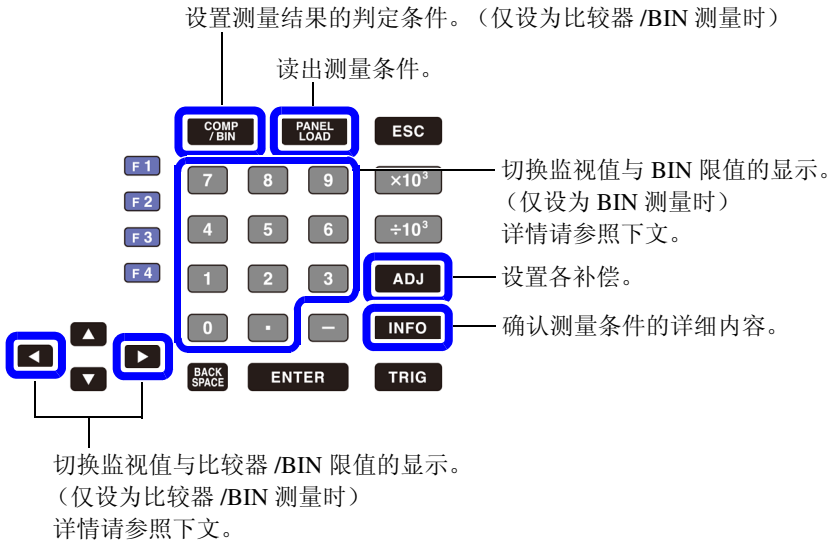 设置测量结果的判定条件。（仅设为比较器 /BIN 测量时）
读出测量条件。
COMP
/ BIN
PANEL
LOAD
ESC
F 1
7
8
9
×10³
切换监视值与 BIN 限值的显示。
（仅设为 BIN 测量时）
详情请参照下文。
F 2
4
5
6
÷10³
F 3
F 4
1
2
3
ADJ
设置各补偿。
0
·
−
INFO
确认测量条件的详细内容。
BACK
SPACE
ENTER
TRIG
切换监视值与比较器 /BIN 限值的显示。
（仅设为比较器 /BIN 测量时）
详情请参照下文。